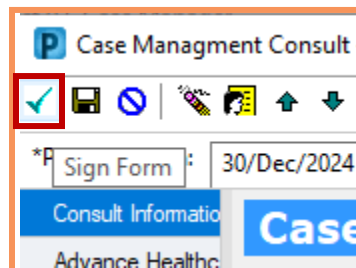 Case Managment Consult
*P
Sign Form
:
30/Dec/2024
Consult Informatio
Case
Advance Healthc